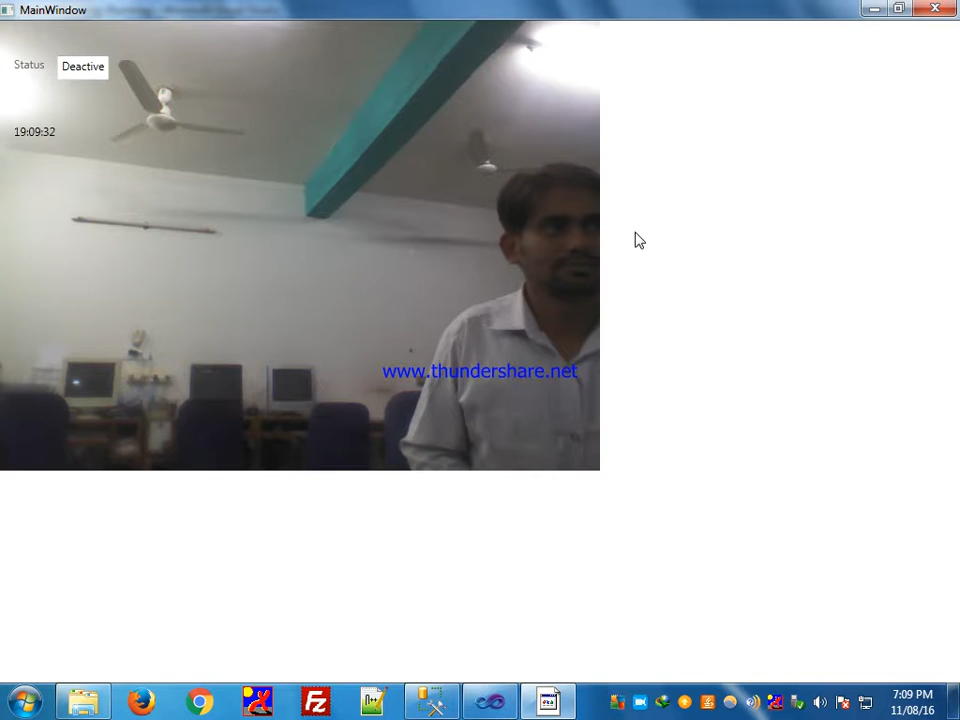 MainWindow
Status
Deactive
19:09:32
www.thundershare.net
7:09 PM
11/08/16